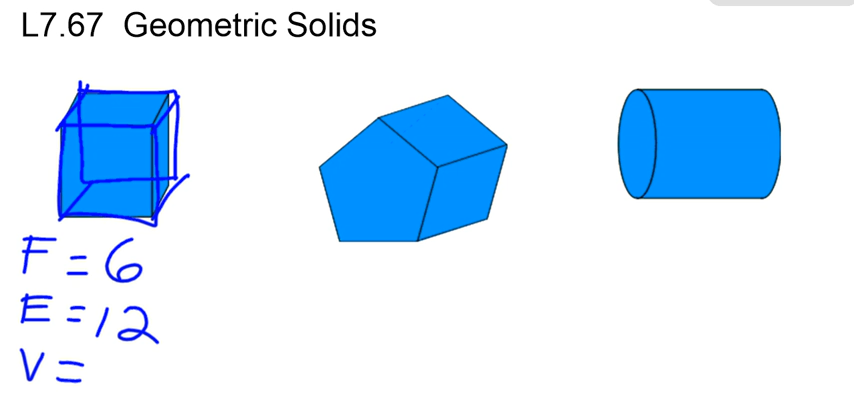 L7.67 Geometric Solids
F = 6
E = 12
V =